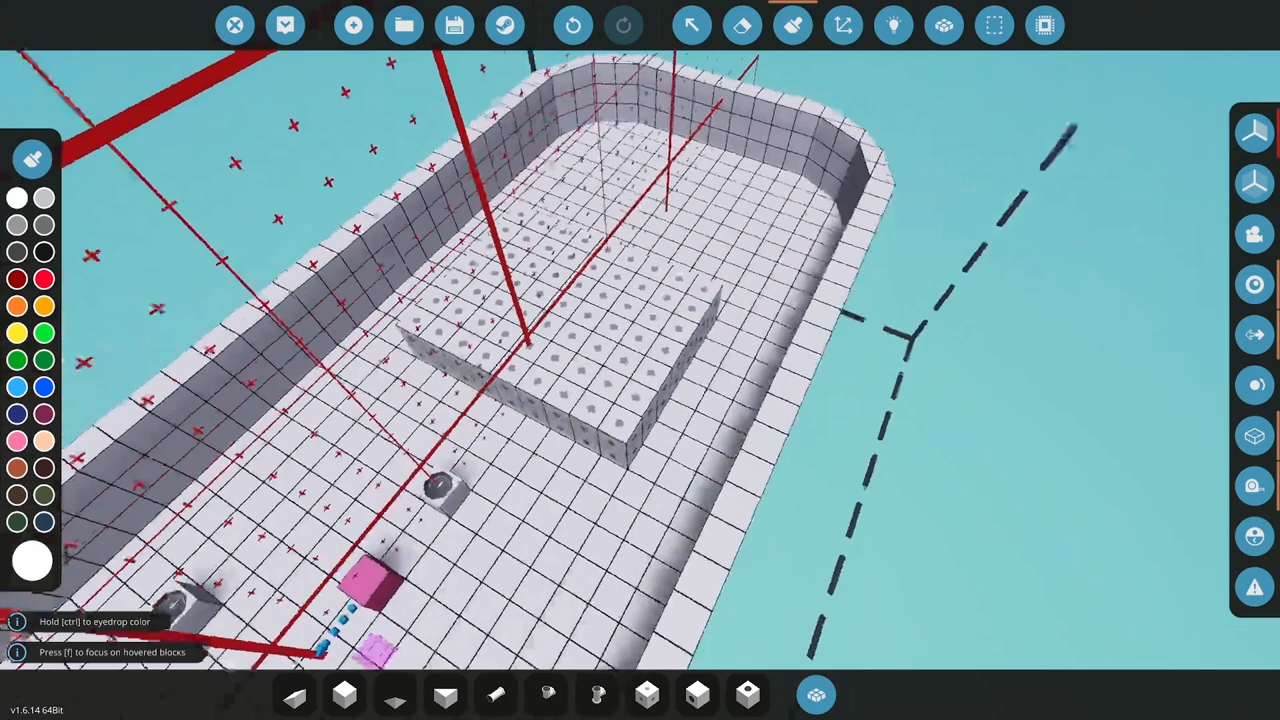 Hold [ctrl] to eyedrop color
Press [f] to focus on hovered blocks
v1.6.14 64Bit